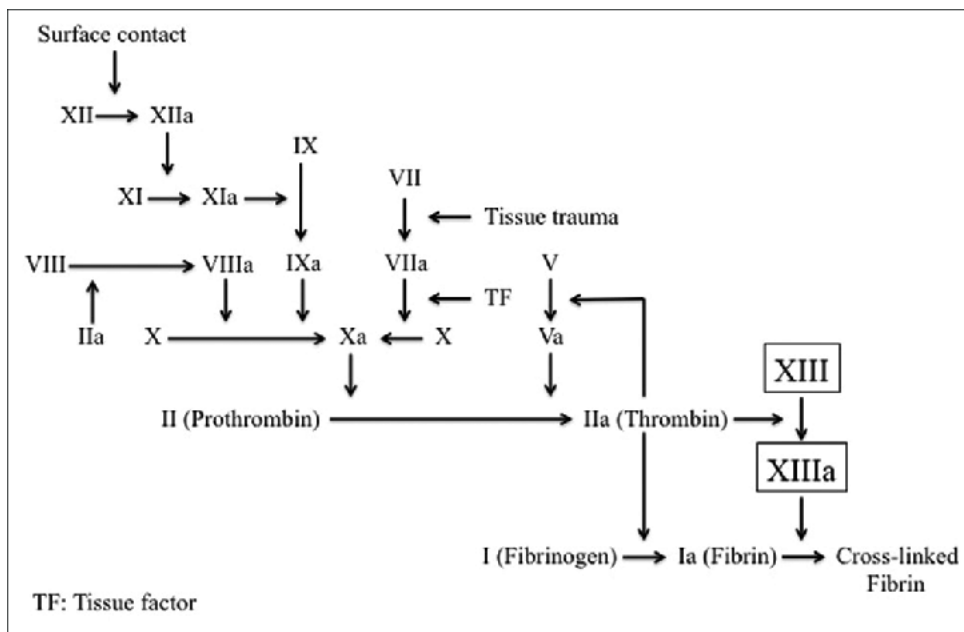 Surface contact
XII XIIa
IX
VII
XI XIa Tissue trauma
VIII VIIIa IXa VIIa V
TF
IIa X Xa X Va
XIII
II (Prothrombin) IIa (Thrombin)
XIIIa
I (Fibrinogen) Ia (Fibrin) Cross-linked
Fibrin
TF: Tissue factor